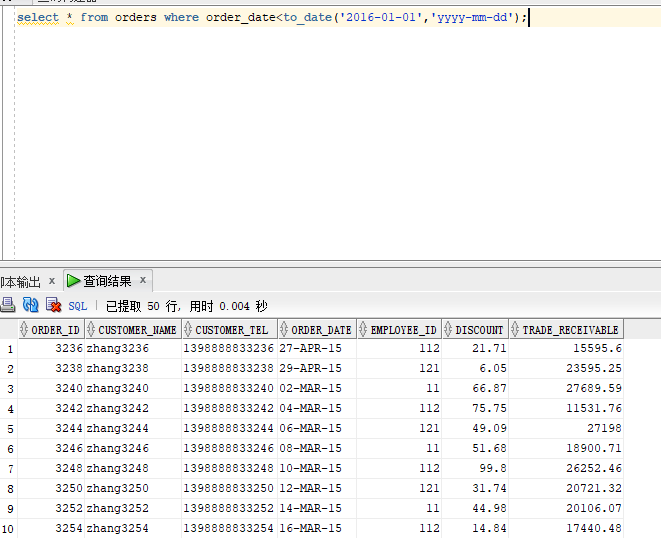 select * from orders where order_date<to_date('2016-01-01','yyyy-mm-dd');
脚本输出 × 查询结果 ×
SQL | 已提取 50 行, 用时 0.004 秒
ORDER_ID CUSTOMER_NAME CUSTOMER_TEL ORDER_DATE EMPLOYEE_ID DISCOUNT TRADE_RECEIVABLE
1 3236 zhang3236 1398888833236 27-APR-15 112 21.71 15595.6
2 3238 zhang3238 1398888833238 29-APR-15 121 6.05 23595.25
3 3240 zhang3240 1398888833240 02-MAR-15 11 66.87 27689.59
4 3242 zhang3242 1398888833242 04-MAR-15 112 75.75 11531.76
5 3244 zhang3244 1398888833244 06-MAR-15 121 49.09 27198
6 3246 zhang3246 1398888833246 08-MAR-15 11 51.68 18900.71
7 3248 zhang3248 1398888833248 10-MAR-15 112 99.8 26252.46
8 3250 zhang3250 1398888833250 12-MAR-15 121 31.74 20721.32
9 3252 zhang3252 1398888833252 14-MAR-15 11 44.98 20106.07
10 3254 zhang3254 1398888833254 16-MAR-15 112 14.84 17440.48